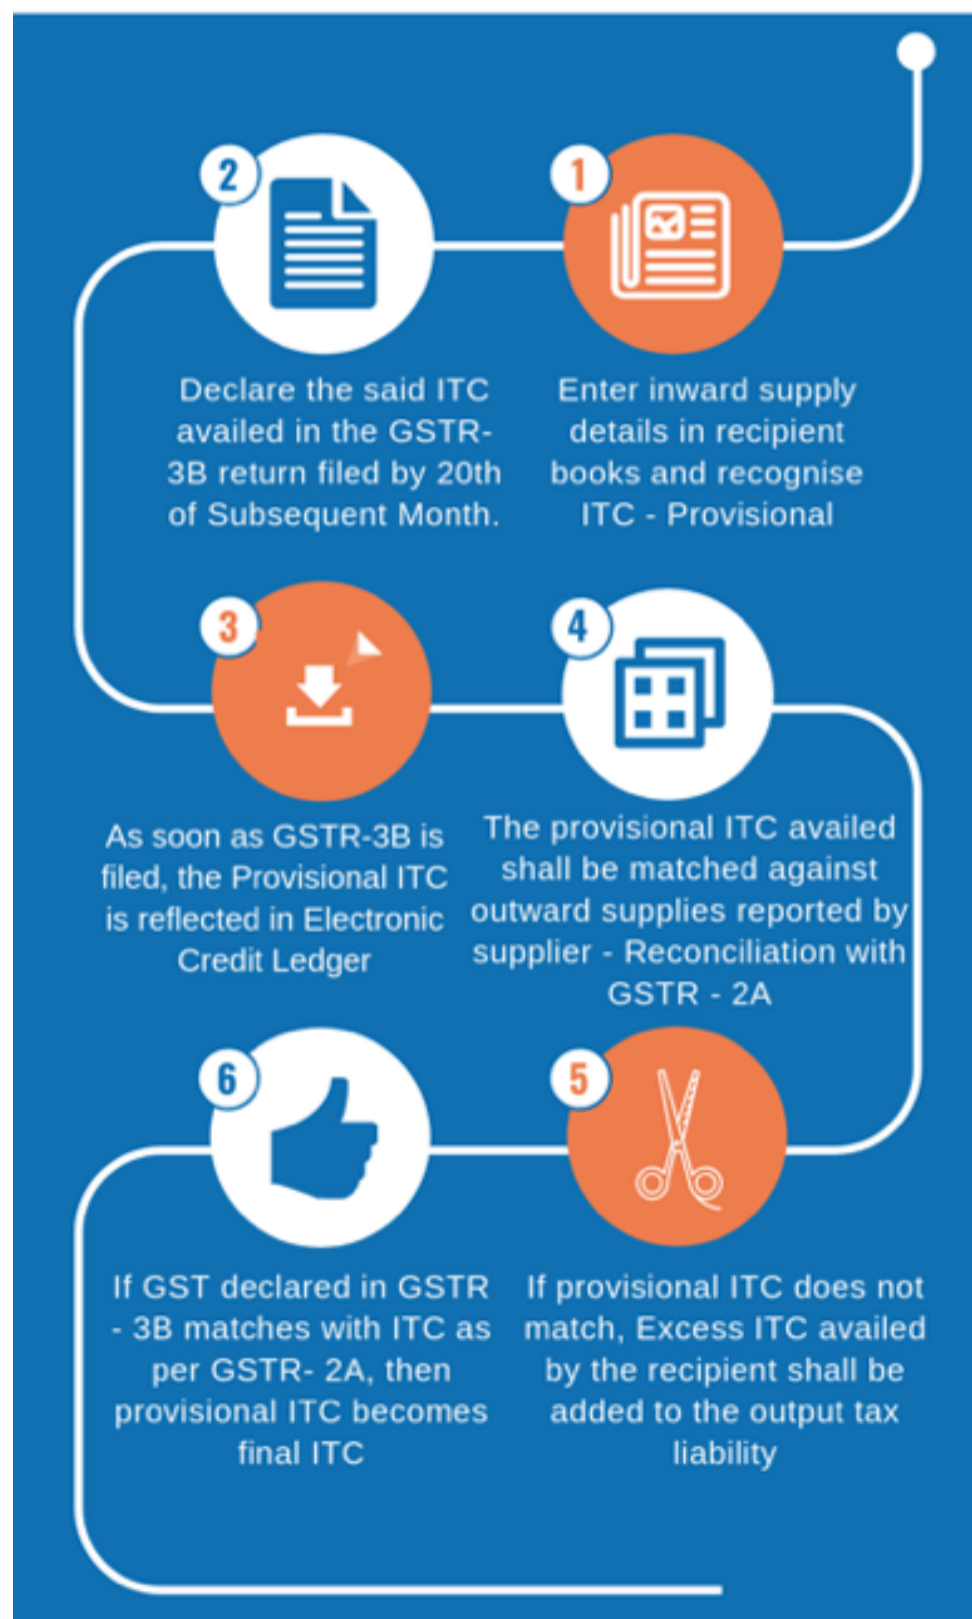 1
Enter inward supply
details in recipient
books and recognise
ITC - Provisional
2
Declare the said ITC
availed in the GSTR-
3B return filed by 20th
of Subsequent Month.
3
As soon as GSTR-3B is
filed, the Provisional ITC
is reflected in Electronic
Credit Ledger
4
The provisional ITC availed
shall be matched against
outward supplies reported by
supplier - Reconciliation with
GSTR - 2A
5
If provisional ITC does not
match, Excess ITC availed
by the recipient shall be
added to the output tax
liability
6
If GST declared in GSTR
- 3B matches with ITC as
per GSTR- 2A, then
provisional ITC becomes
final ITC